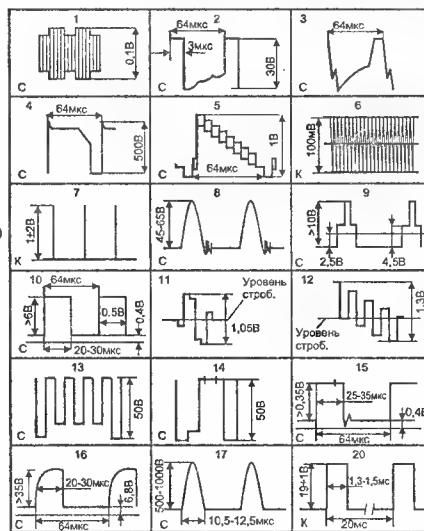 1
0,1В
С
2
64мкс
3мкс
30В
С
3
64мкс
С
4
64мкс
500В
С
5
1В
64мкс
С
6
100мВ
К
7
1±2В
К
8
45-65В
С
9
>10В
2,5В
4,5В
С
10
64мкс
>6В
0.5В
0,4В
20-30мкс
С
11
Уровень
строб.
1,05В
12
Уровень
строб.
1,3В
13
50В
С
14
50В
С
15
>0,35В
25-35мкс
0,4В
64мкс
С
16
>35В
20-30мкс
6,8В
64мкс
С
17
500-1000В
10,5-12,5мкс
С
20
19÷1В
1,3-1,5мс
20мс
К